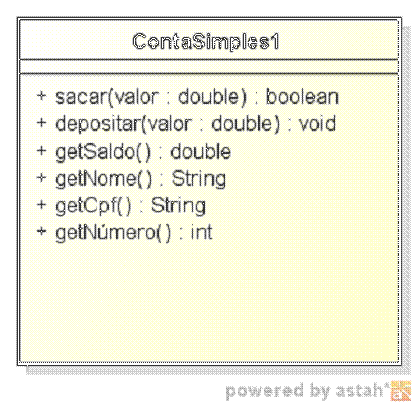 ContaSimples1
+ sacar(valor : double) : boolean
+ depositar(valor : double) : void
+ getSaldo() : double
+ getNome() : String
+ getCpf() : String
+ getNúmero() : int
powered by astah*